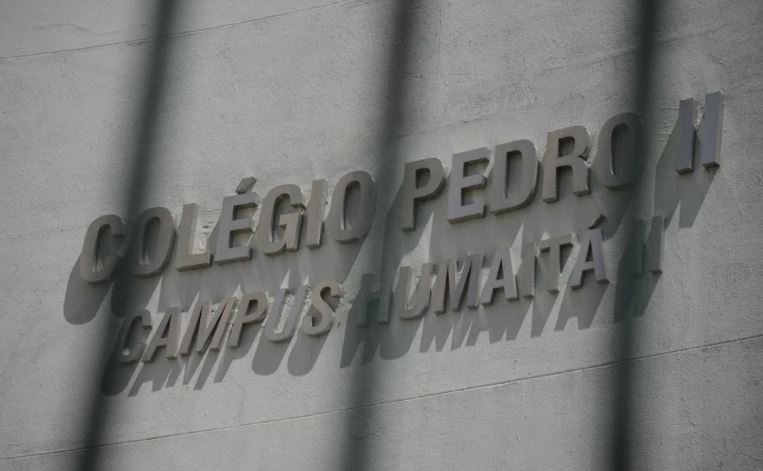 COLÉGIO PEDRO II
CAMPUS HUMAITÁ II